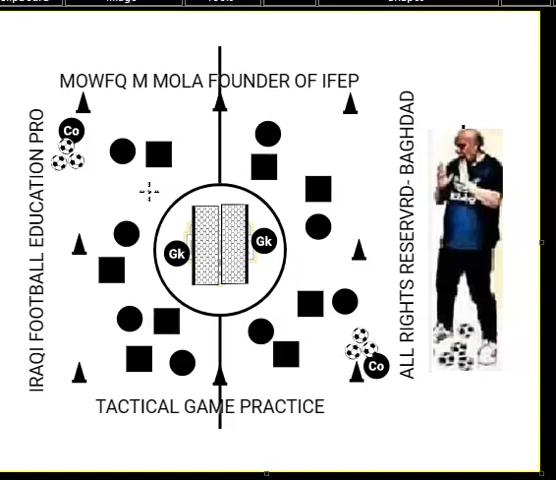 MOWFQ M MOLA FOUNDER OF IFEP
IRAQI FOOTBALL EDUCATION PRO
ALL RIGHTS RESERVRD- BAGHDAD
Co
Gk
Gk
Co
TACTICAL GAME PRACTICE